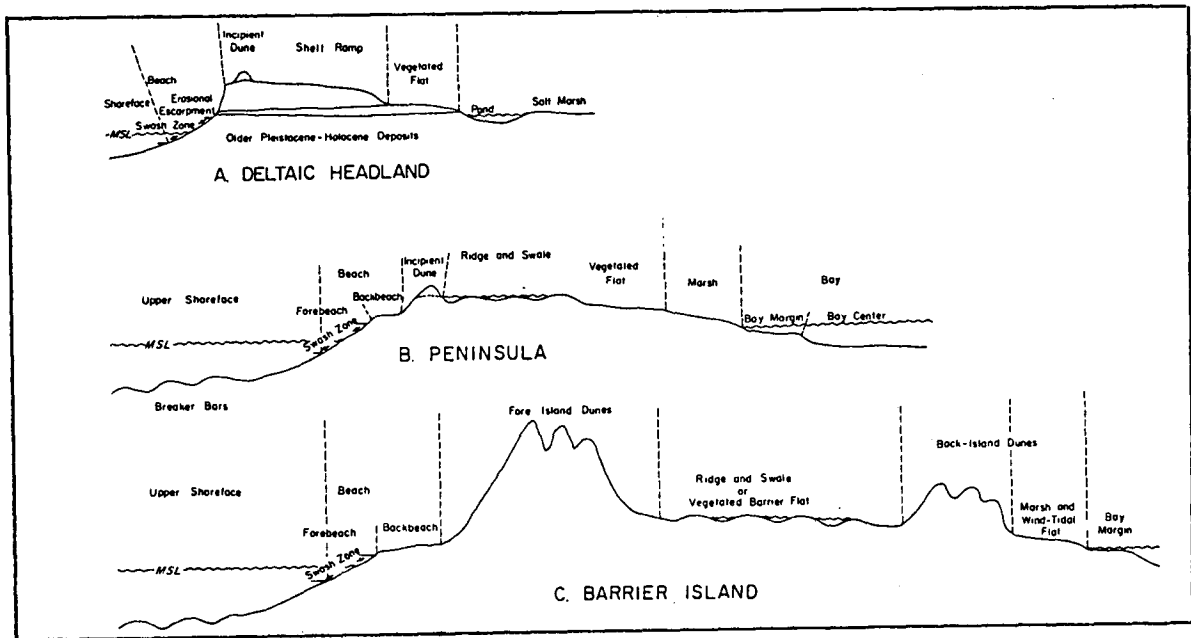 Incipient
Dune
Shell Ramp
Vegetated
Flat
Beach
Shoreface
Erosional
Escarpment
Swash Zone
-MSL
Pond
Salt Marsh
Older Pleistocene-Holocene Deposits
A. DELTAIC HEADLAND
Upper Shoreface
Beach
Forebeach
Backbeach
Swash Zone
Incipient
Dune
Ridge and Swale
Vegetated
Flat
Marsh
Bay
Bay Margin
Bay Center
MSL
B. PENINSULA
Breaker Bars
Fore Island Dunes
Back-Island Dunes
Upper Shoreface
Beach
Forebeach
Backbeach
Swash Zone
Ridge and Swale
or
Vegetated Barrier Flat
Marsh and
Wind-Tidal
Flat
Bay
Margin
MSL
C. BARRIER ISLAND